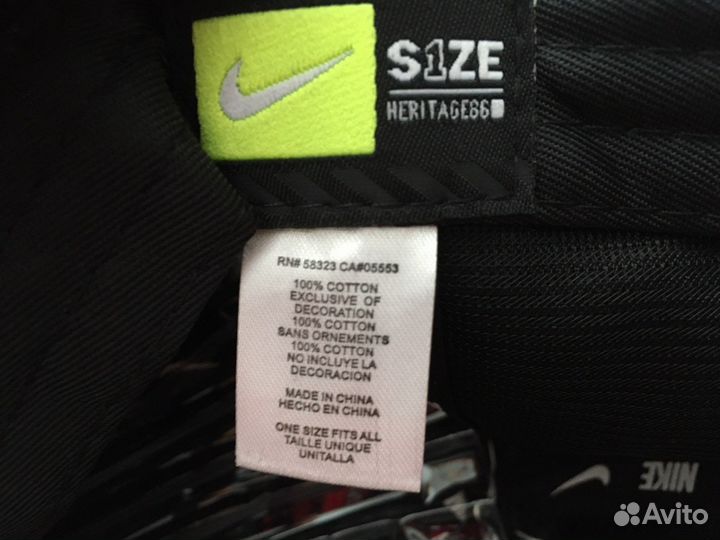 S1ZE
HERITAGE86
RN# 58323 CA#05553
100% COTTON
EXCLUSIVE OF
DECORATION
100% COTTON
SANS ORNEMENTS
100% COTTON
NO INCLUYE LA
DECORACION
MADE IN CHINA
HECHO EN CHINA
ONE SIZE FITS ALL
TAILLE UNIQUE
UNITALLA
NIKE
Avito